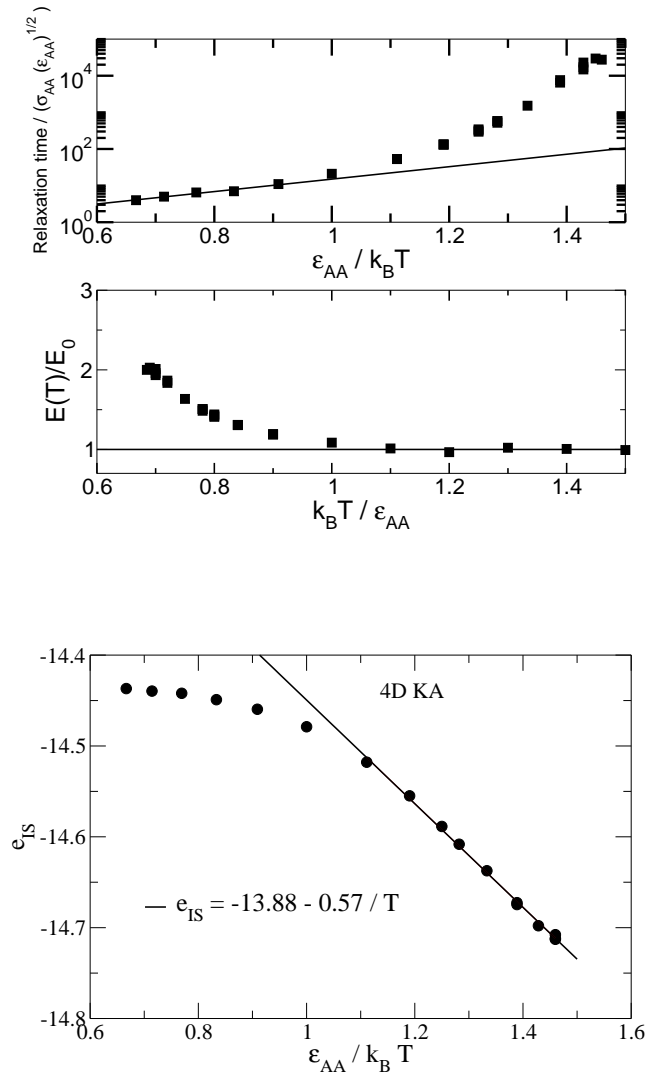 Relaxation time / (σ_AA (ε_AA)^1/2)
10^4
10^2
10^0
0.6 0.8 1 1.2 1.4
ε_AA / k_B T
E(T)/E_0
3
2
1
0.6 0.8 1 1.2 1.4
k_B T / ε_AA
e_IS
-14.4
4D KA
-14.5
-14.6
e_IS = -13.88 - 0.57 / T
-14.7
-14.8
0.6 0.8 1 1.2 1.4 1.6
ε_AA / k_B T